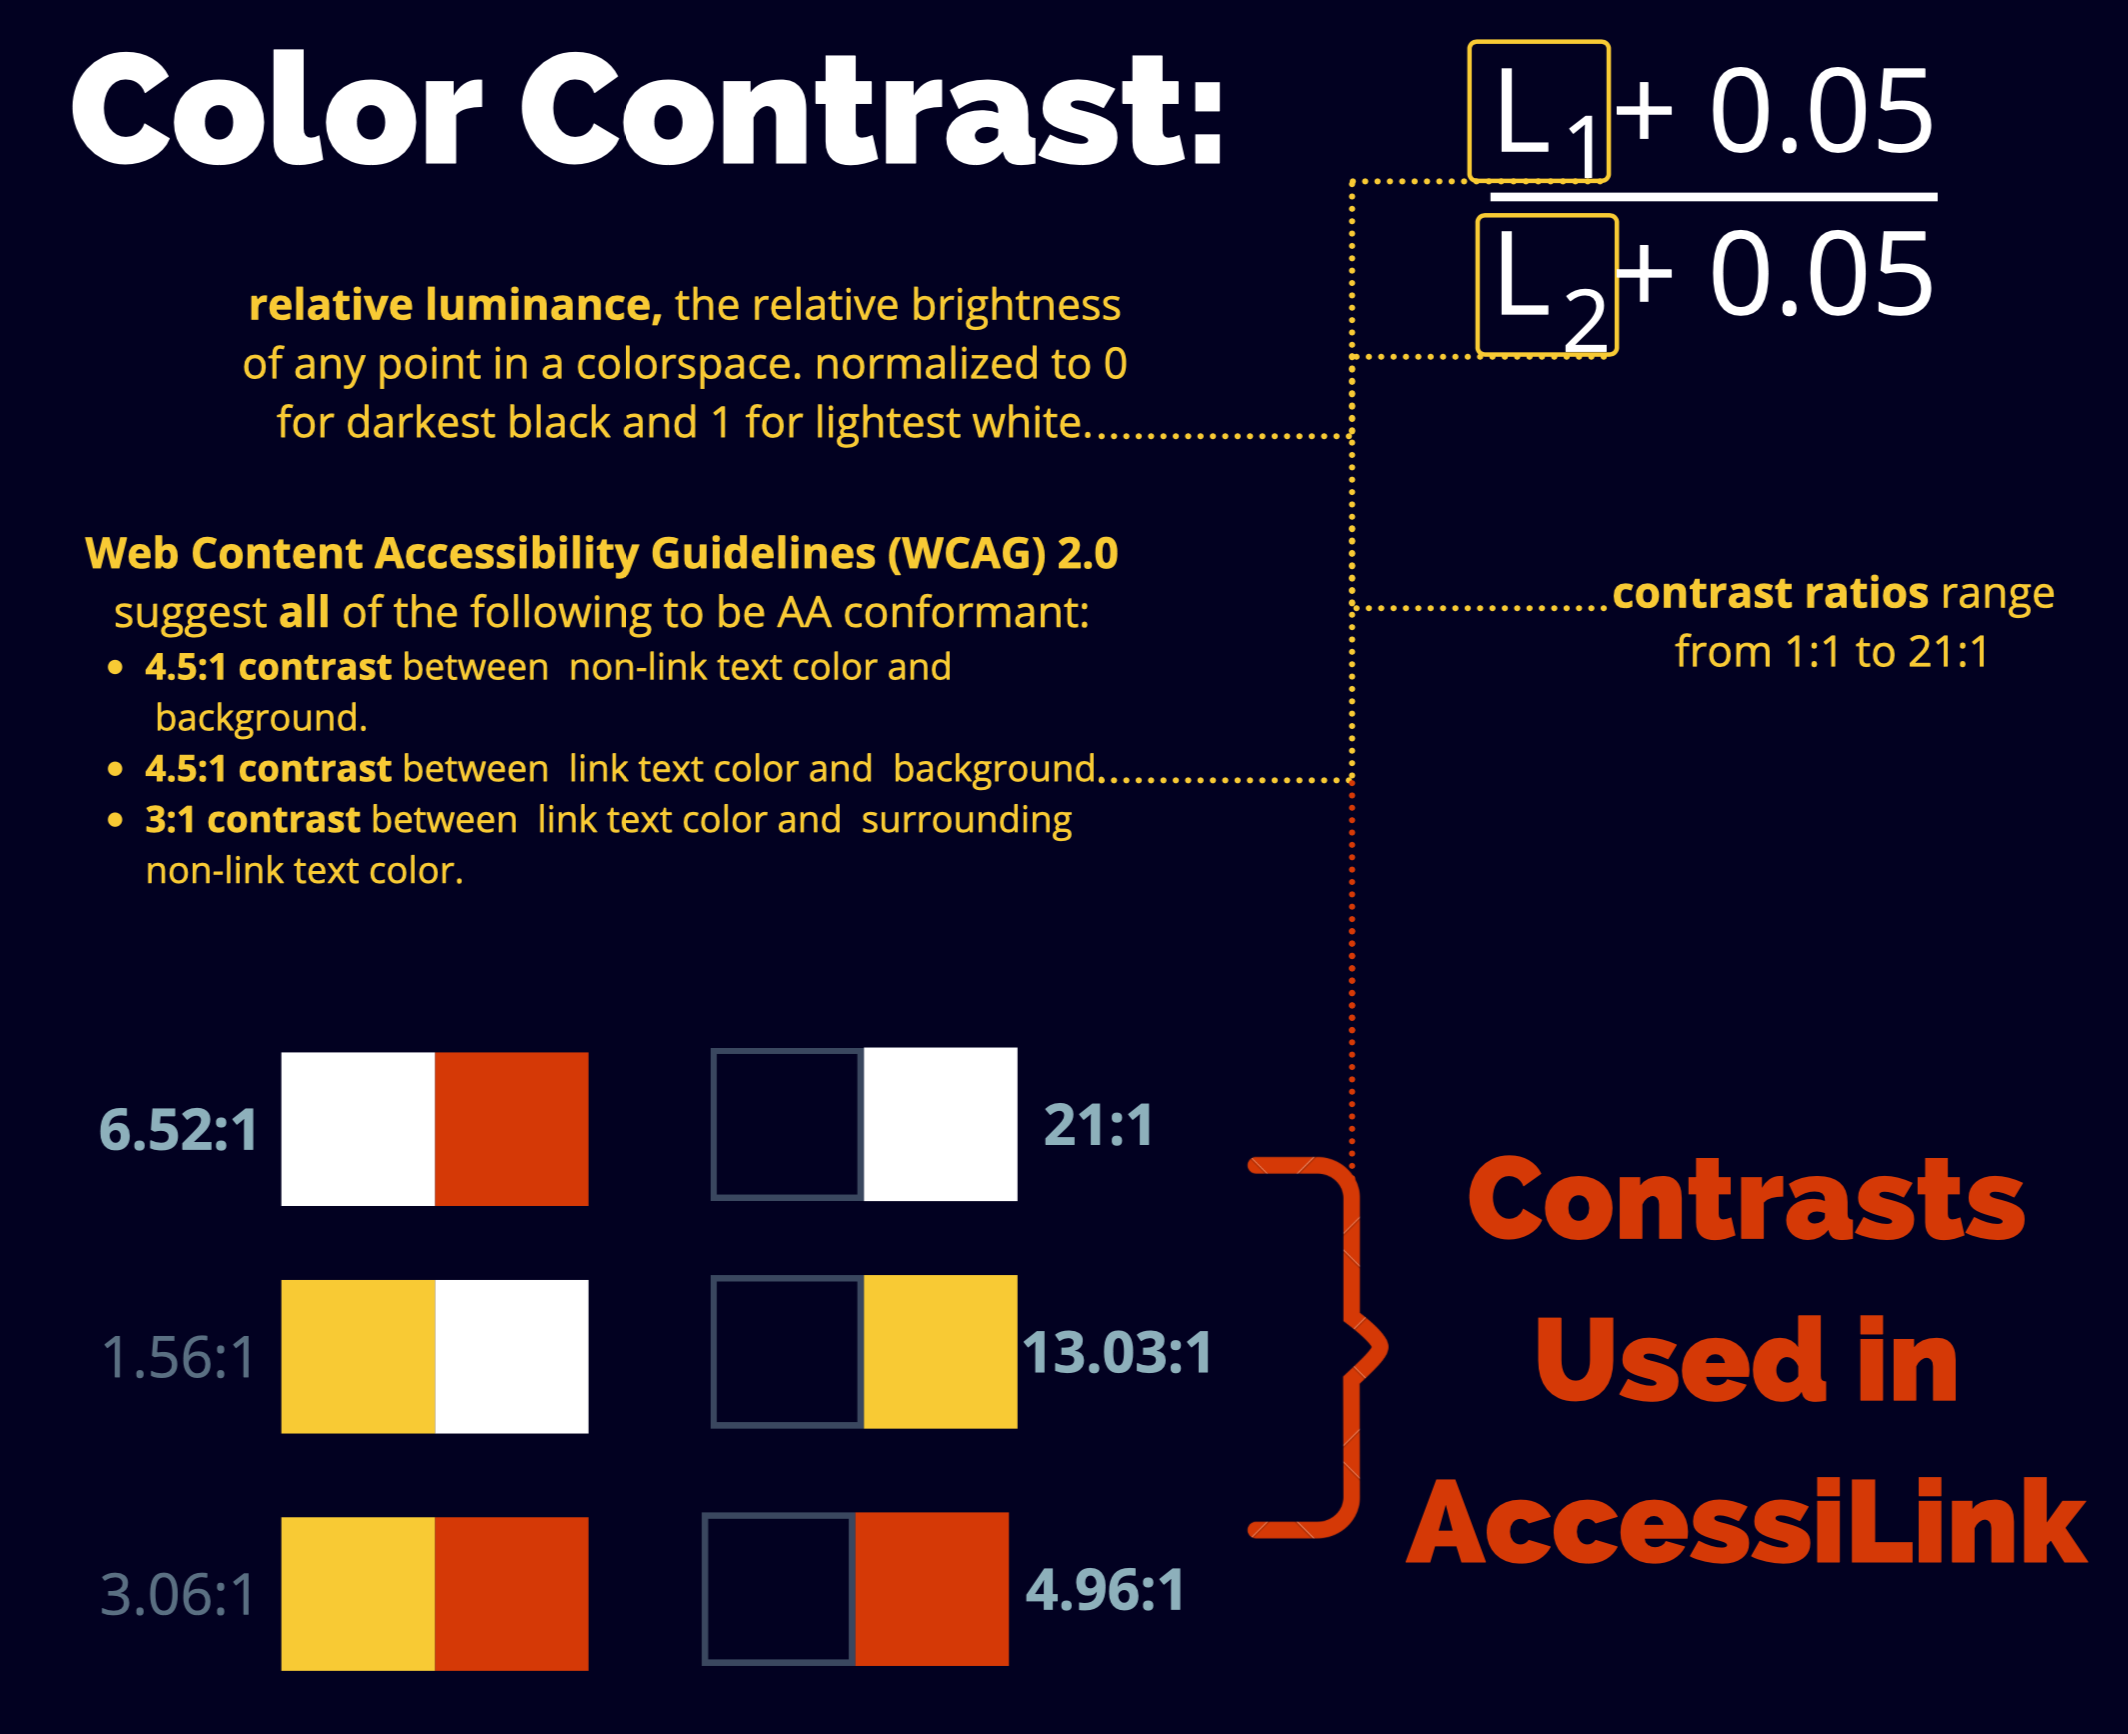 Color Contrast:
L1 + 0.05
L2 + 0.05
relative luminance, the relative brightness
of any point in a colorspace. normalized to 0
for darkest black and 1 for lightest white.
Web Content Accessibility Guidelines (WCAG) 2.0
suggest all of the following to be AA conformant:
• 4.5:1 contrast between non-link text color and
background.
• 4.5:1 contrast between link text color and background.
• 3:1 contrast between link text color and surrounding
non-link text color.
contrast ratios range
from 1:1 to 21:1
6.52:1
21:1
1.56:1
13.03:1
3.06:1
4.96:1
Contrasts
Used in
AccessiLink